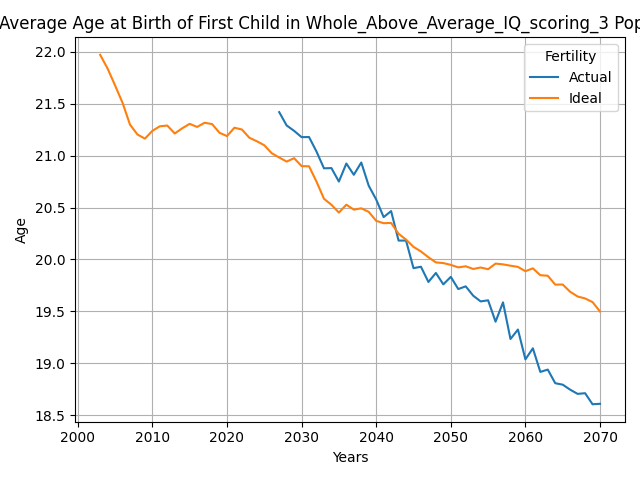 Average Age at Birth of First Child in Whole_Above_Average_IQ_scoring_3 Pop
Fertility
Actual
Ideal
22.0
21.5
21.0
20.5
20.0
19.5
19.0
18.5
Age
2000 2010 2020 2030 2040 2050 2060 2070
Years